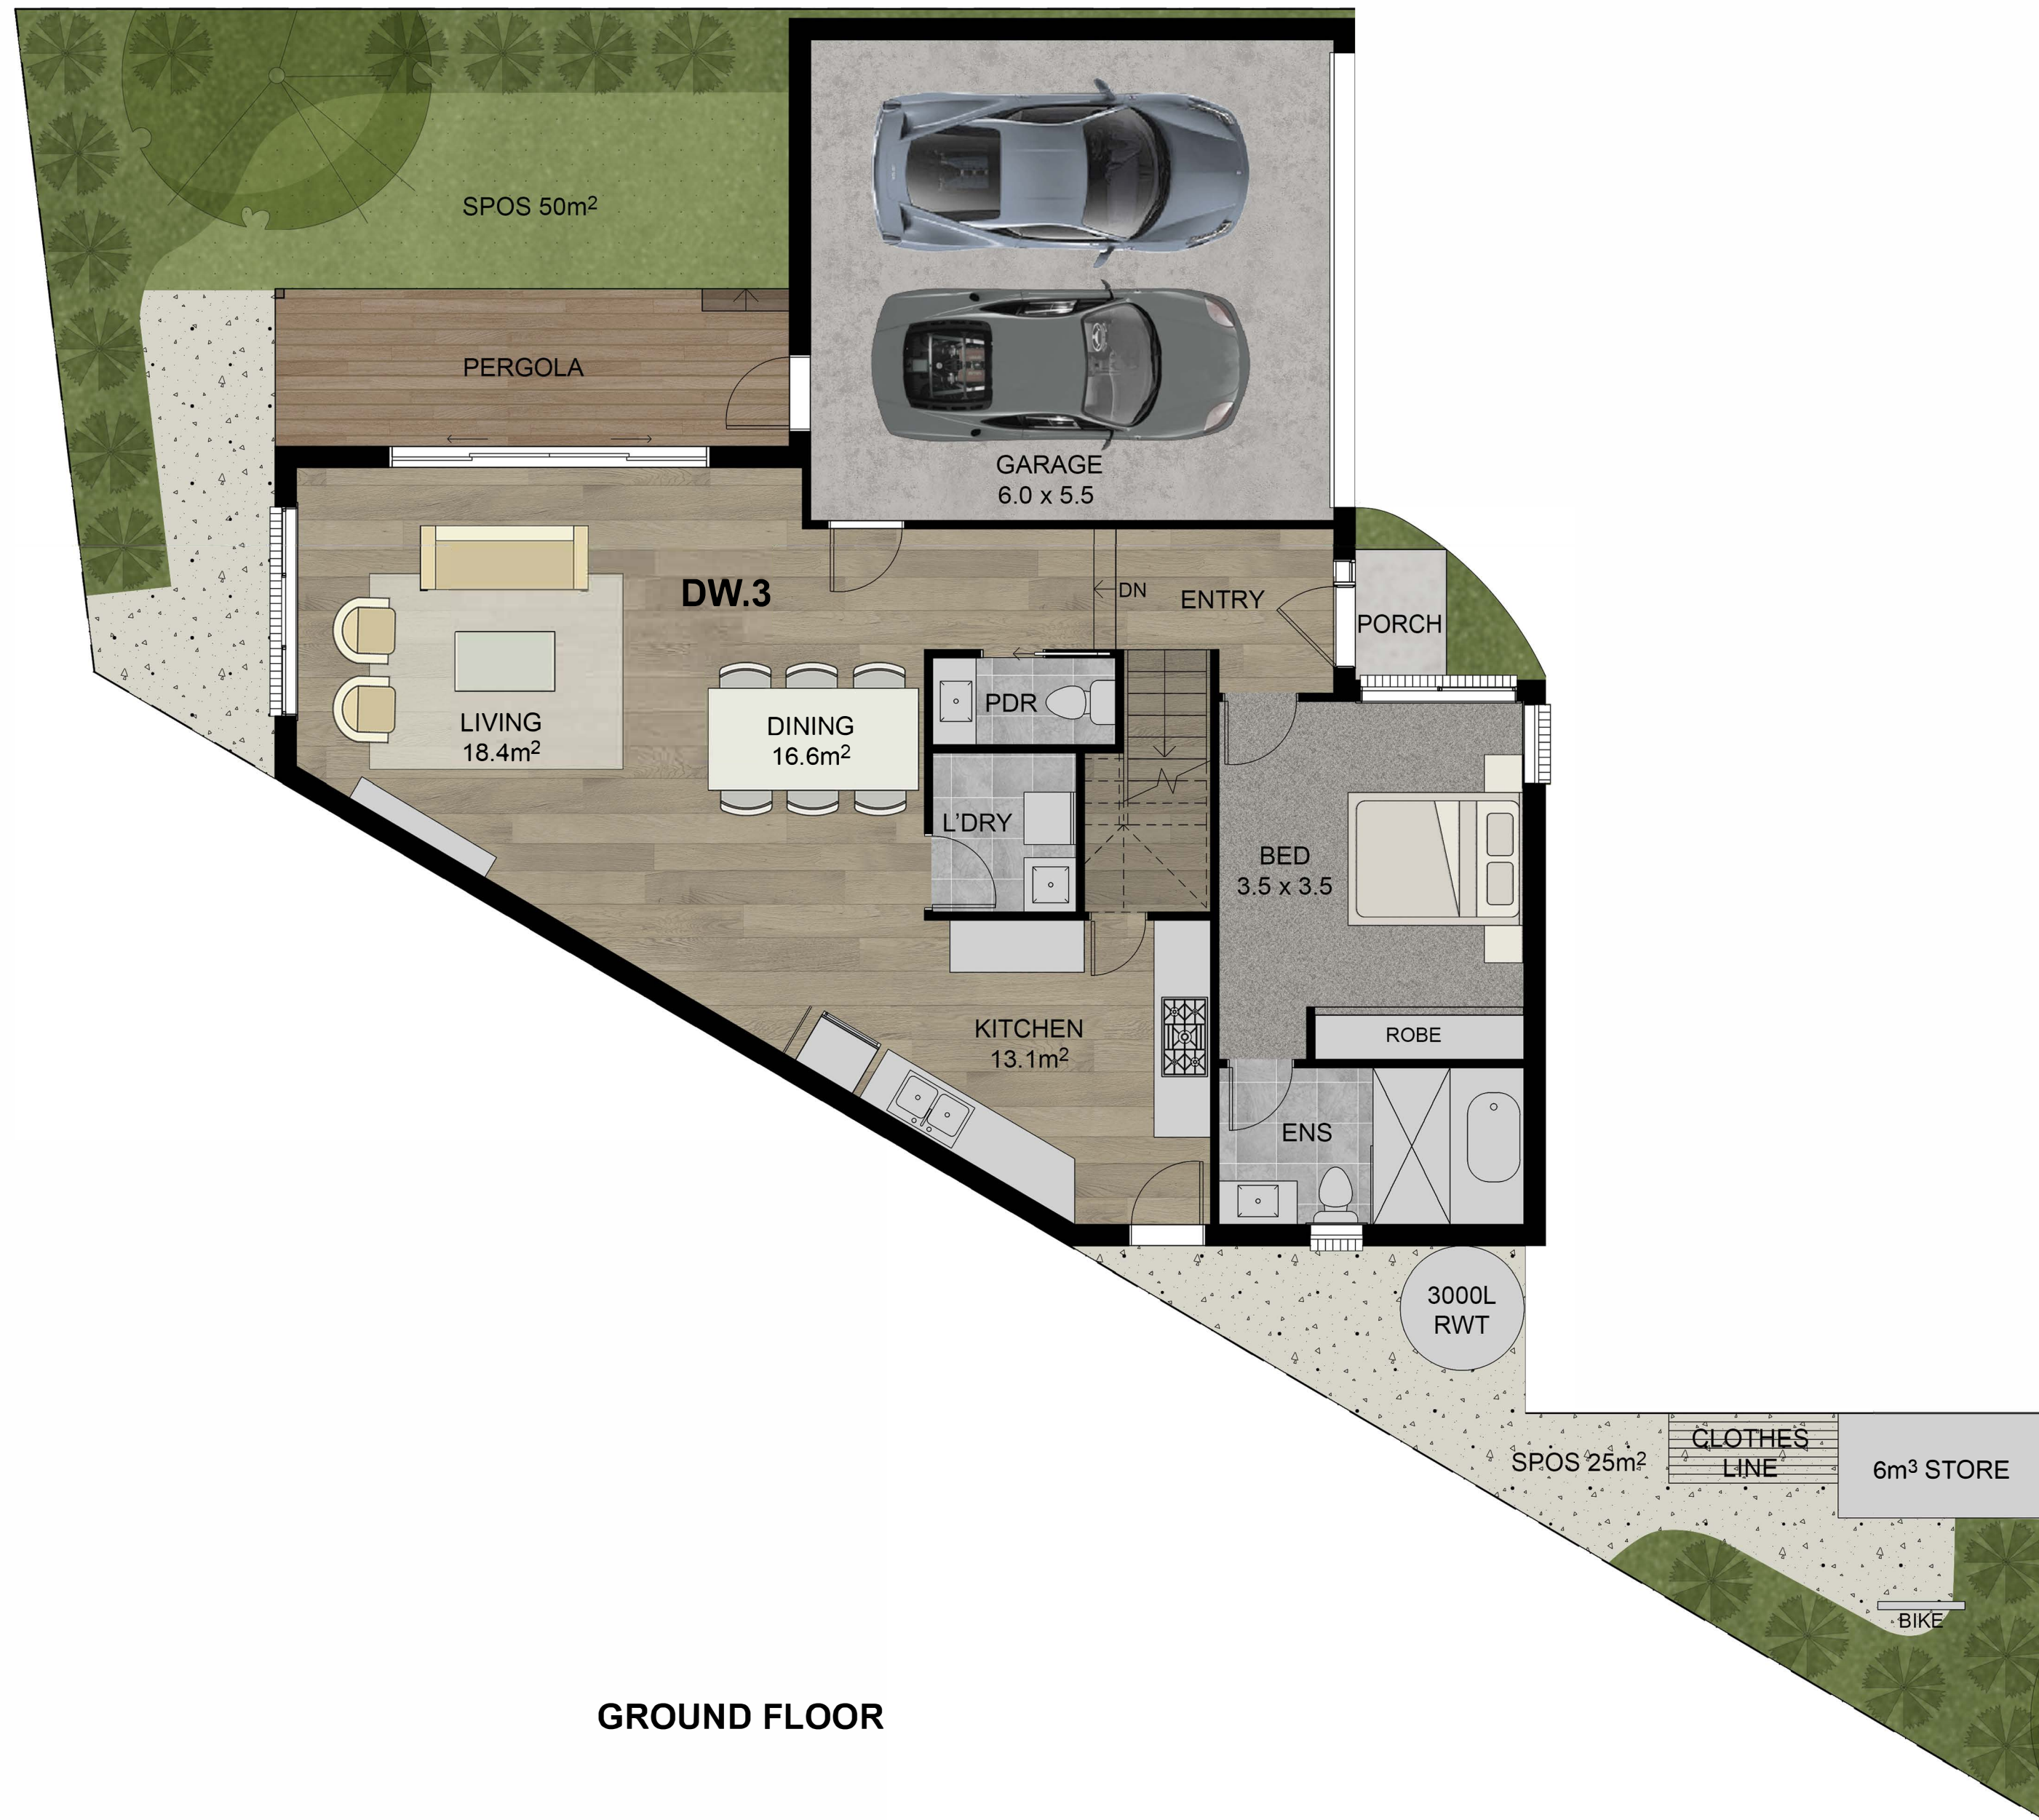 SPOS 50m²
PERGOLA
GARAGE
6.0 x 5.5
DW.3
DN
ENTRY
PORCH
LIVING
18.4m²
DINING
16.6m²
PDR
L'DRY
BED
3.5 x 3.5
KITCHEN
13.1m²
ROBE
ENS
3000L
RWT
SPOS 25m²
CLOTHES
LINE
6m³ STORE
BIKE
GROUND FLOOR